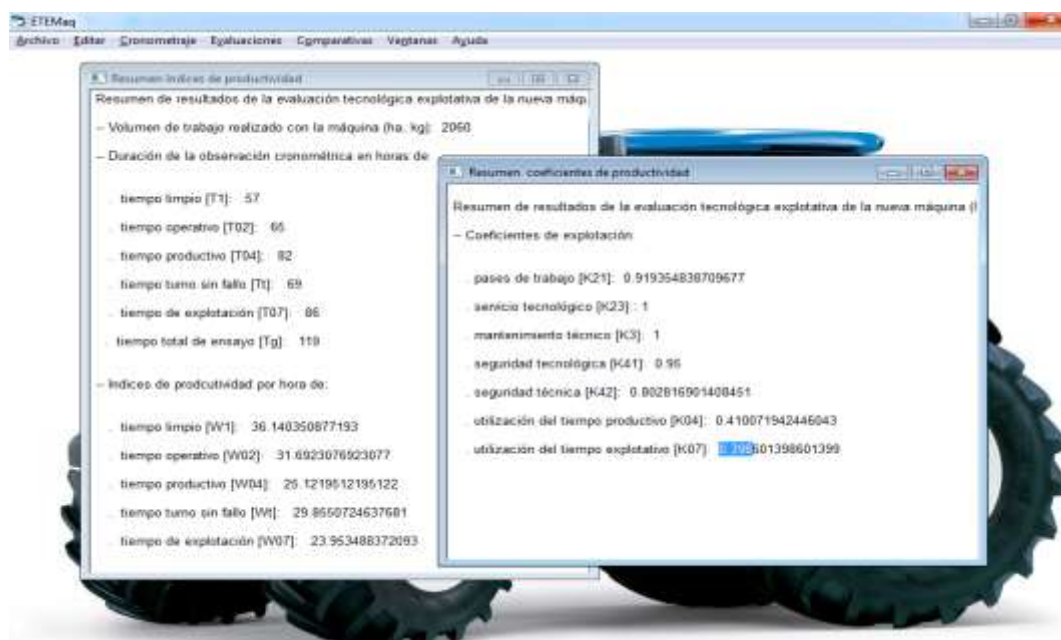 ETEMaq
Archivo Editar Cronometraje Evaluaciones Comparativas Ventanas Ayuda
Resumen índices de productividad
Resumen de resultados de la evaluación tecnológica explotativa de la nueva máqu
– Volumen de trabajo realizado con la máquina (ha, kg): 2060
– Duración de la observación cronométrica en horas de
. tiempo limpio [T1]: 57
. tiempo operativo [T02]: 65
. tiempo productivo [T04]: 82
. tiempo turno sin fallo [Tt]: 69
. tiempo de explotación [T07]: 86
. tiempo total de ensayo [Tg]: 119
– Indices de prodcutividad por hora de:
. tiempo limpio [W1]: 36.140350877193
. tiempo operativo [W02]: 31.6923076923077
. tiempo productivo [W04]: 25.1219512195122
. tiempo turno sin fallo [Wt]: 29.8550724637681
. tiempo de explotación [W07]: 23.953488372093
Resumen coeficientes de productividad
Resumen de resultados de la evaluación tecnológica explotativa de la nueva máquina (
– Coeficientes de explotación:
. pases de trabajo [K21]: 0.919354838709677
. servicio tecnológico [K23] : 1
. mantenimiento técnico [K3]: 1
. seguridad tecnológica [K41]: 0.95
. seguridad técnica [K42]: 0.802816901408451
. utilización del tiempo productivo [K04]: 0.410071942446043
. utilización del tiempo explotativo [K07]: 0.398601398601399